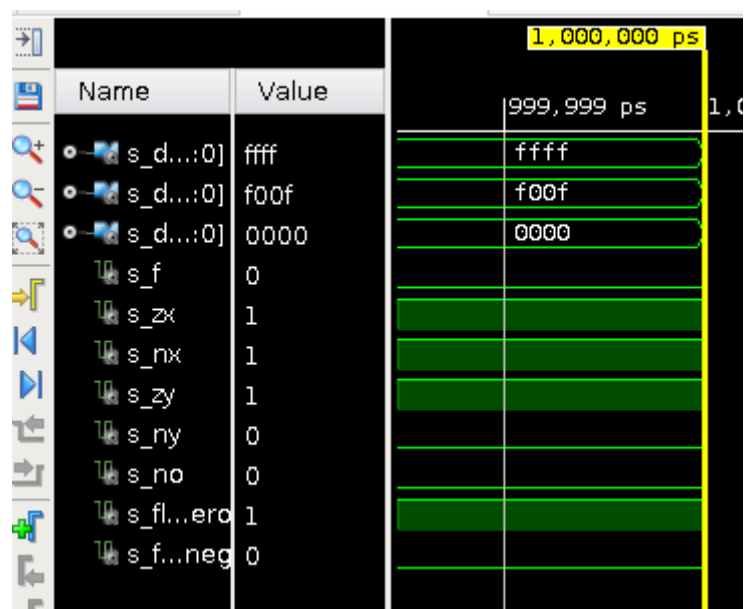 1,000,000 ps
Name Value
999,999 ps 1,0
s_d...:0] ffff ffff
s_d...:0] f00f f00f
s_d...:0] 0000 0000
s_f 0
s_zx 1
s_nx 1
s_zy 1
s_ny 0
s_no 0
s_fl...ero 1
s_f...neg 0